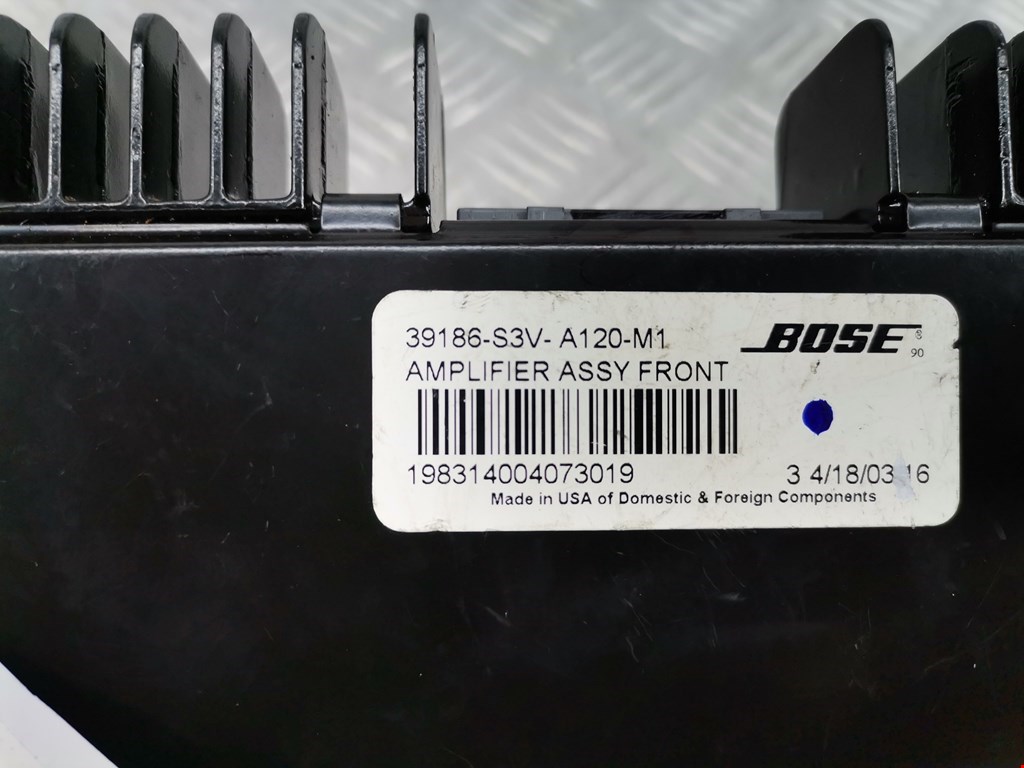 39186-S3V- A120-M1
BOSE ®
90
AMPLIFIER ASSY FRONT
198314004073019
3 4/18/03 16
Made in USA of Domestic & Foreign Components